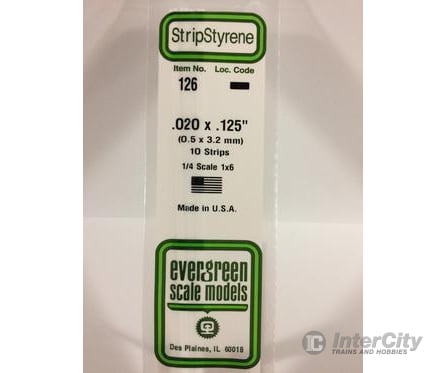 StripStyrene
Item No. Loc. Code
126
.020 x .125"
(0.5 x 3.2 mm)
10 Strips
1/4 Scale 1x6
Made in U.S.A.
evergreen
scale models
Des Plaines, IL 60018
IC InterCity
TRAINS AND HOBBIES